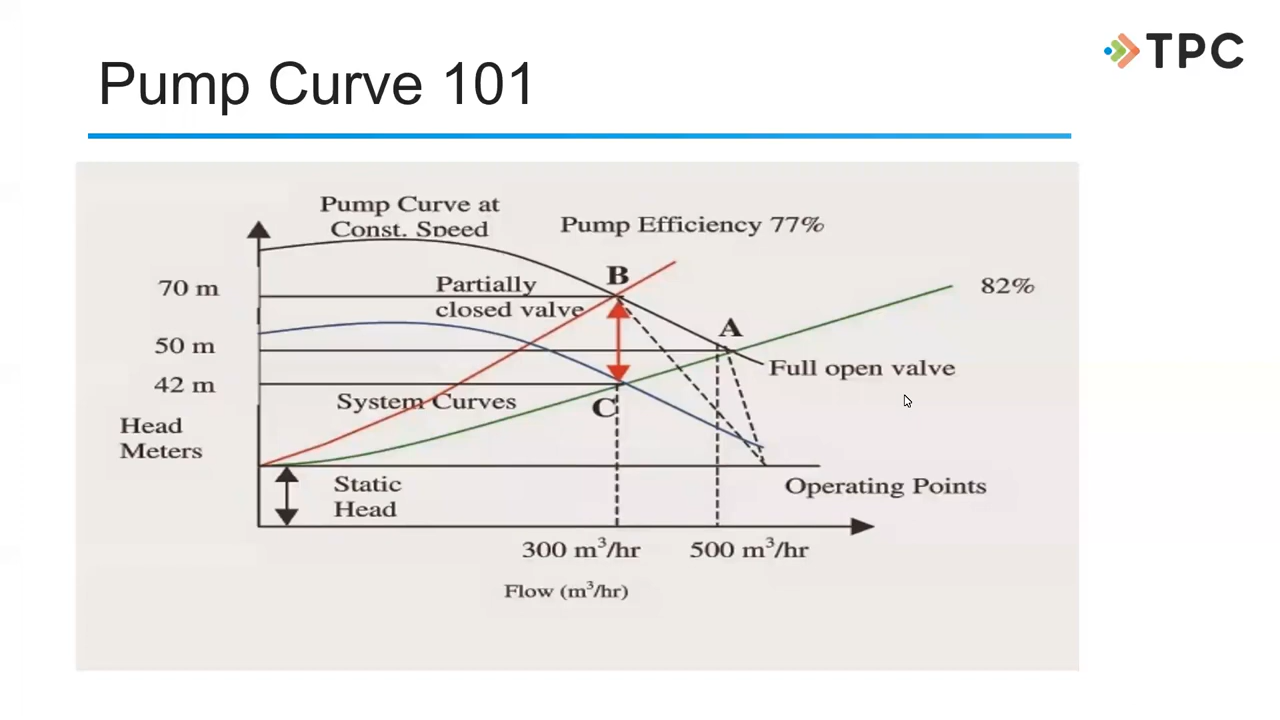 TPC
Pump Curve 101
Pump Curve at
Const. Speed
Pump Efficiency 77%
B
82%
70 m
Partially
closed valve
A
50 m
Full open valve
42 m
System Curves
C
Head
Meters
Static
Head
Operating Points
300 m³/hr
500 m³/hr
Flow (m³/hr)